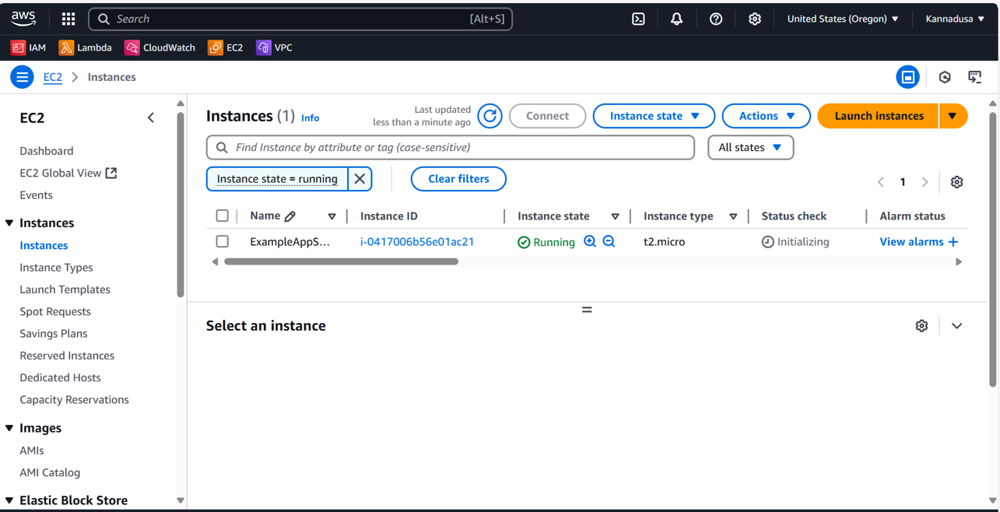 aws Search [Alt+S] United States (Oregon) Kannadusa
IAM Lambda CloudWatch EC2 VPC
EC2 Instances
EC2
Dashboard
EC2 Global View
Events
Instances
Instances
Instance Types
Launch Templates
Spot Requests
Savings Plans
Reserved Instances
Dedicated Hosts
Capacity Reservations
Images
AMIs
AMI Catalog
Elastic Block Store
Instances (1) Info
Last updated
less than a minute ago
Connect Instance state Actions Launch instances
Find Instance by attribute or tag (case-sensitive) All states
Instance state = running Clear filters 1
Name Instance ID Instance state Instance type Status check Alarm status
ExampleAppS... i-0417006b56e01ac21 Running t2.micro Initializing View alarms +
Select an instance